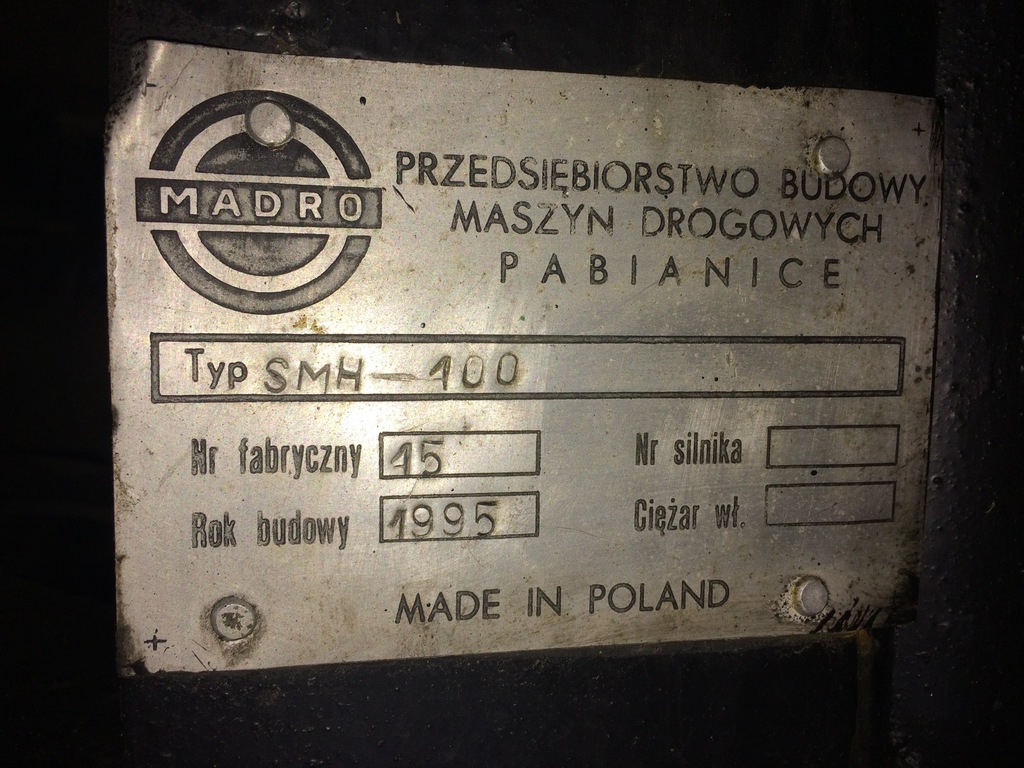 MADRO
PRZEDSIĘBIORSTWO BUDOWY
MASZYN DROGOWYCH
PABIANICE
Typ SMH-100
Nr fabryczny 15
Nr silnika
Rok budowy 1995
Ciężar wł.
MADE IN POLAND